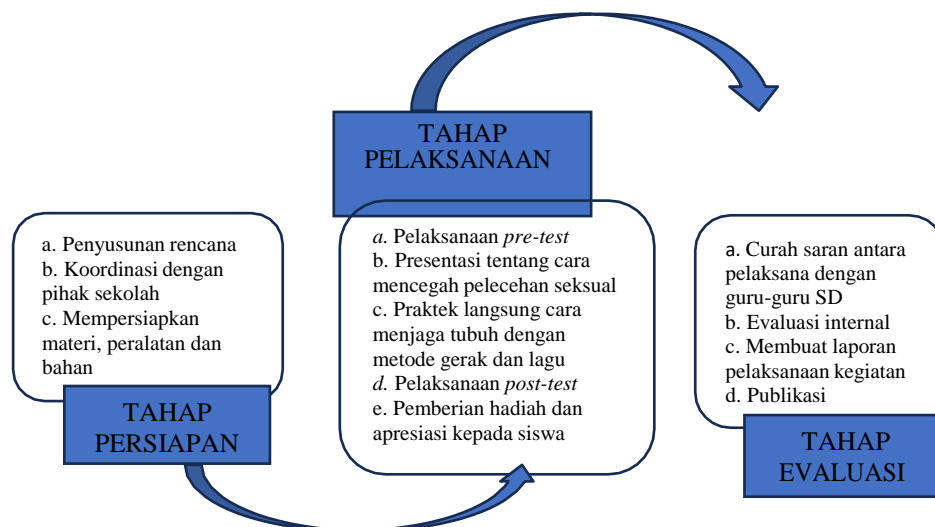 a. Penyusunan rencana
b. Koordinasi dengan
pihak sekolah
c. Mempersiapkan
materi, peralatan dan
bahan
TAHAP
PERSIAPAN
TAHAP
PELAKSANAAN
a. Pelaksanaan pre-test
b. Presentasi tentang cara
mencegah pelecehan seksual
c. Praktek langsung cara
menjaga tubuh dengan
metode gerak dan lagu
d. Pelaksanaan post-test
e. Pemberian hadiah dan
apresiasi kepada siswa
a. Curah saran antara
pelaksana dengan
guru-guru SD
b. Evaluasi internal
c. Membuat laporan
pelaksanaan kegiatan
d. Publikasi
TAHAP
EVALUASI